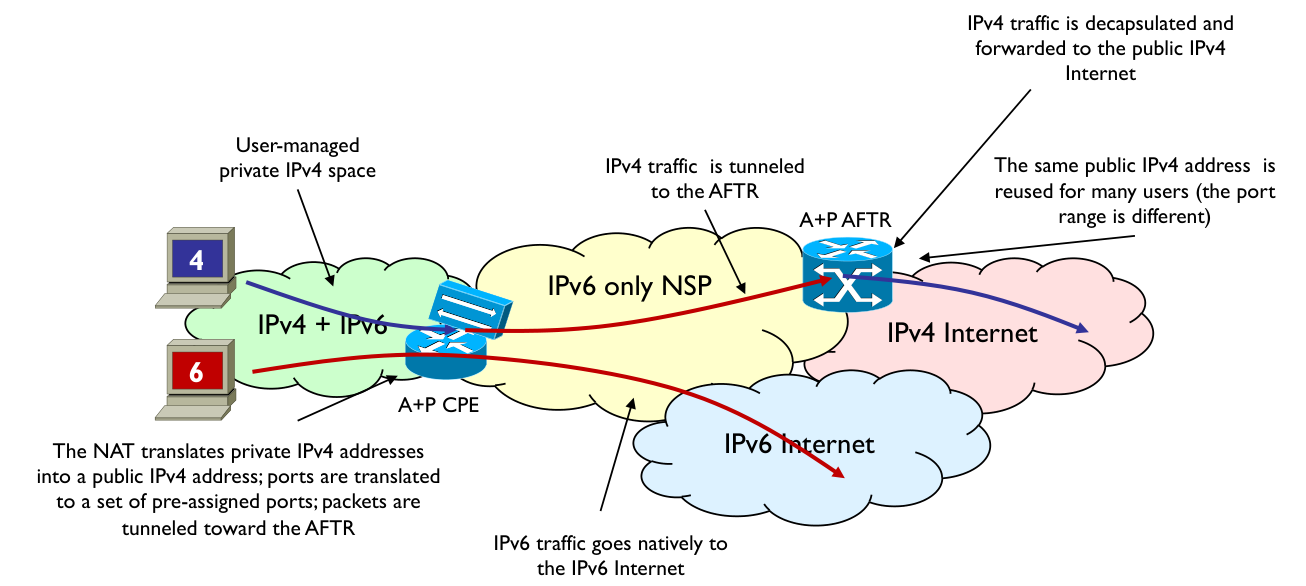 IPv4 traffic is decapsulated and
forwarded to the public IPv4
Internet
User-managed
private IPv4 space
IPv4 traffic  is tunneled
to the AFTR
The same public IPv4 address  is
reused for many users (the port
range is different)
A+P AFTR
4
IPv6 only NSP
IPv4 + IPv6
IPv4 Internet
6
A+P CPE
IPv6 Internet
The NAT translates private IPv4 addresses
into a public IPv4 address; ports are translated
to a set of pre-assigned ports; packets are
tunneled toward the AFTR
IPv6 traffic goes natively to
the IPv6 Internet